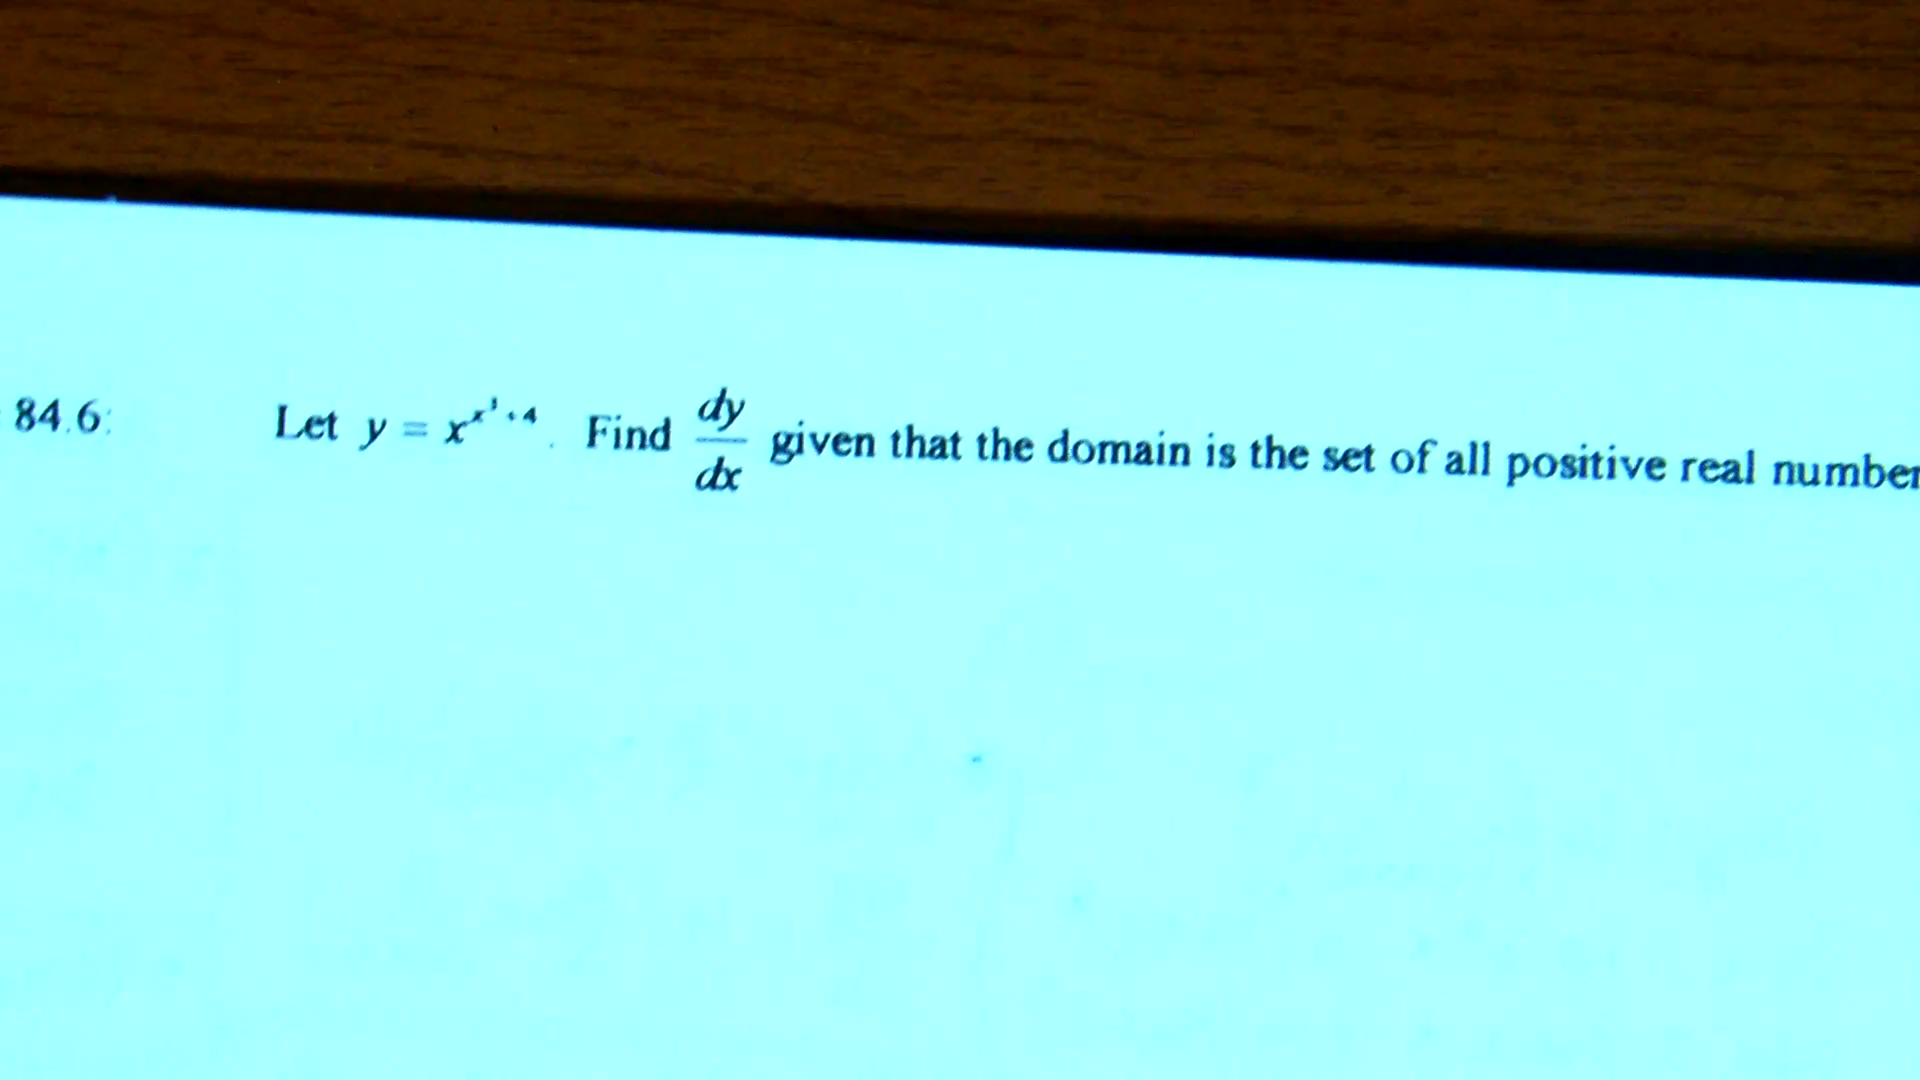 84.6: Let y = x^{x^3+4}. Find dy/dx given that the domain is the set of all positive real number